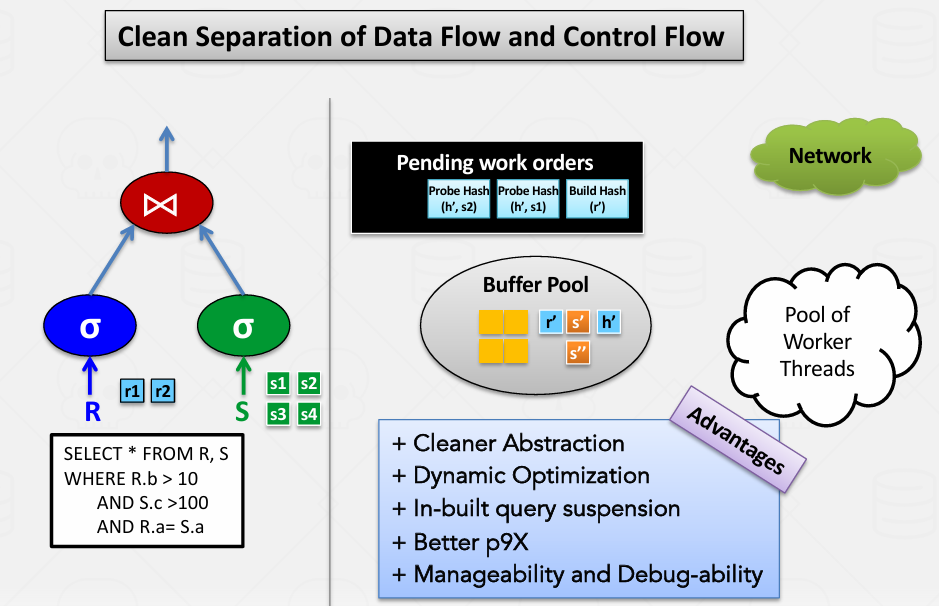 Clean Separation of Data Flow and Control Flow
⋈
σ
σ
R
r1 r2
S
s1 s2
s3 s4
SELECT * FROM R, S
WHERE R.b > 10
AND S.c >100
AND R.a= S.a
Pending work orders
Probe Hash
(h’, s2)
Probe Hash
(h’, s1)
Build Hash
(r’)
Network
Buffer Pool
r’ s’ h’
s’’
Pool of
Worker
Threads
Advantages
+ Cleaner Abstraction
+ Dynamic Optimization
+ In-built query suspension
+ Better p9X
+ Manageability and Debug-ability